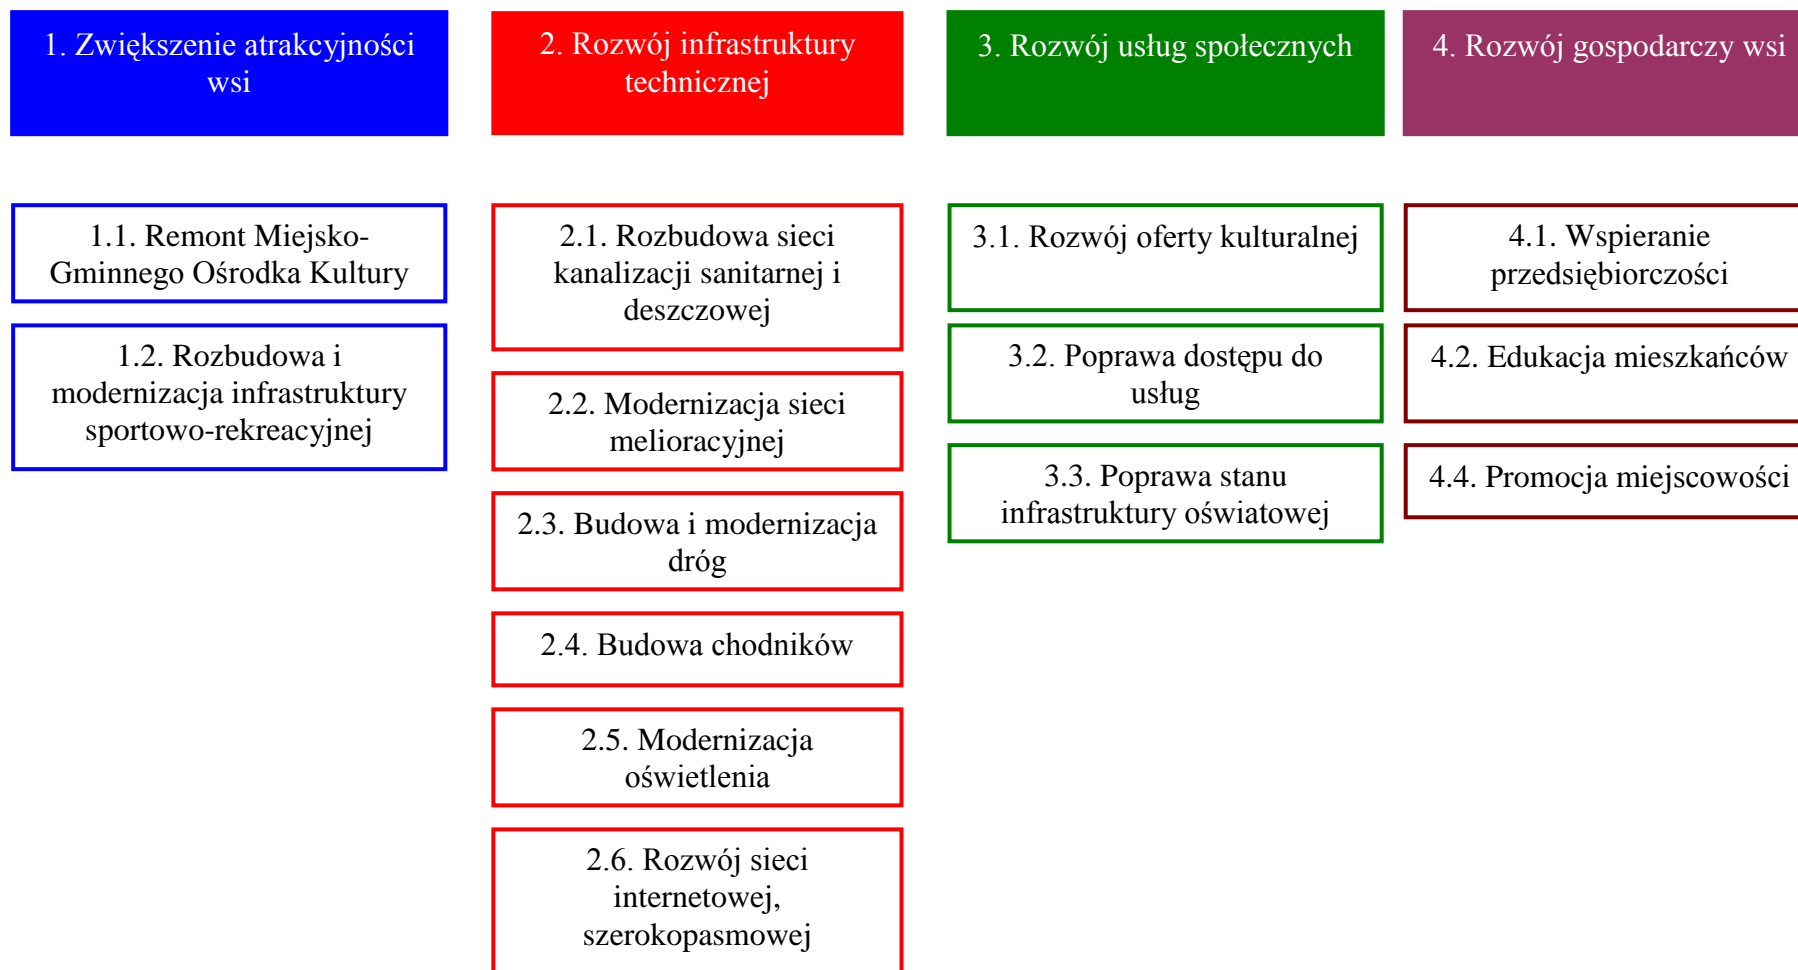 1. Zwiększenie atrakcyjności
wsi
2. Rozwój infrastruktury
technicznej
3. Rozwój usług społecznych
4. Rozwój gospodarczy wsi
1.1. Remont Miejsko-
Gminnego Ośrodka Kultury
1.2. Rozbudowa i
modernizacja infrastruktury
sportowo-rekreacyjnej
2.1. Rozbudowa sieci
kanalizacji sanitarnej i
deszczowej
2.2. Modernizacja sieci
melioracyjnej
2.3. Budowa i modernizacja
dróg
2.4. Budowa chodników
2.5. Modernizacja
oświetlenia
2.6. Rozwój sieci
internetowej,
szerokopasmowej
3.1. Rozwój oferty kulturalnej
3.2. Poprawa dostępu do
usług
3.3. Poprawa stanu
infrastruktury oświatowej
4.1. Wspieranie
przedsiębiorczości
4.2. Edukacja mieszkańców
4.4. Promocja miejscowości